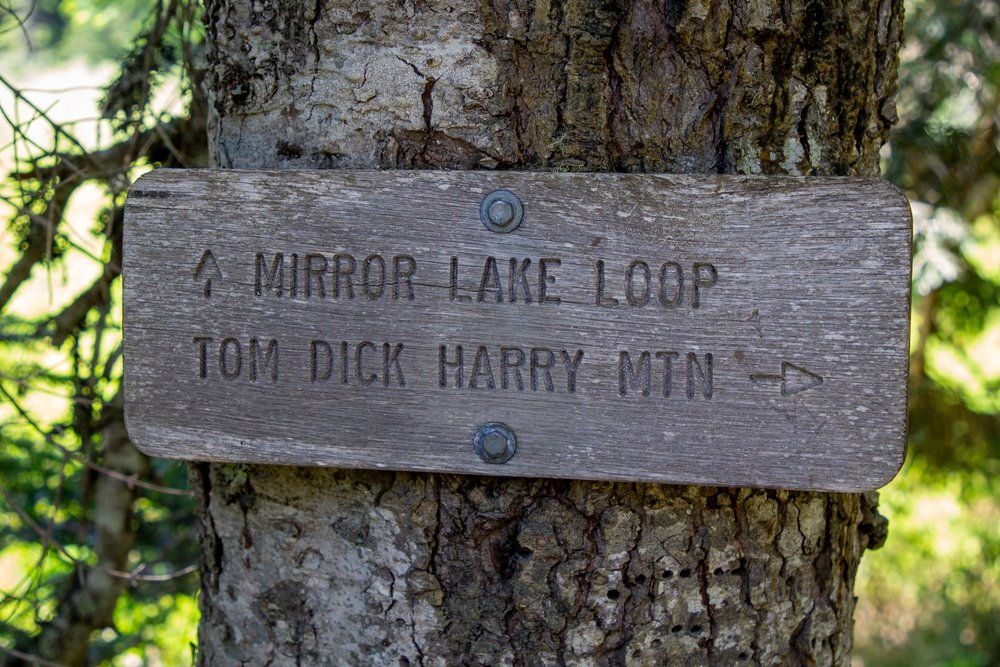 ↑ MIRROR LAKE LOOP
TOM DICK HARRY MTN →